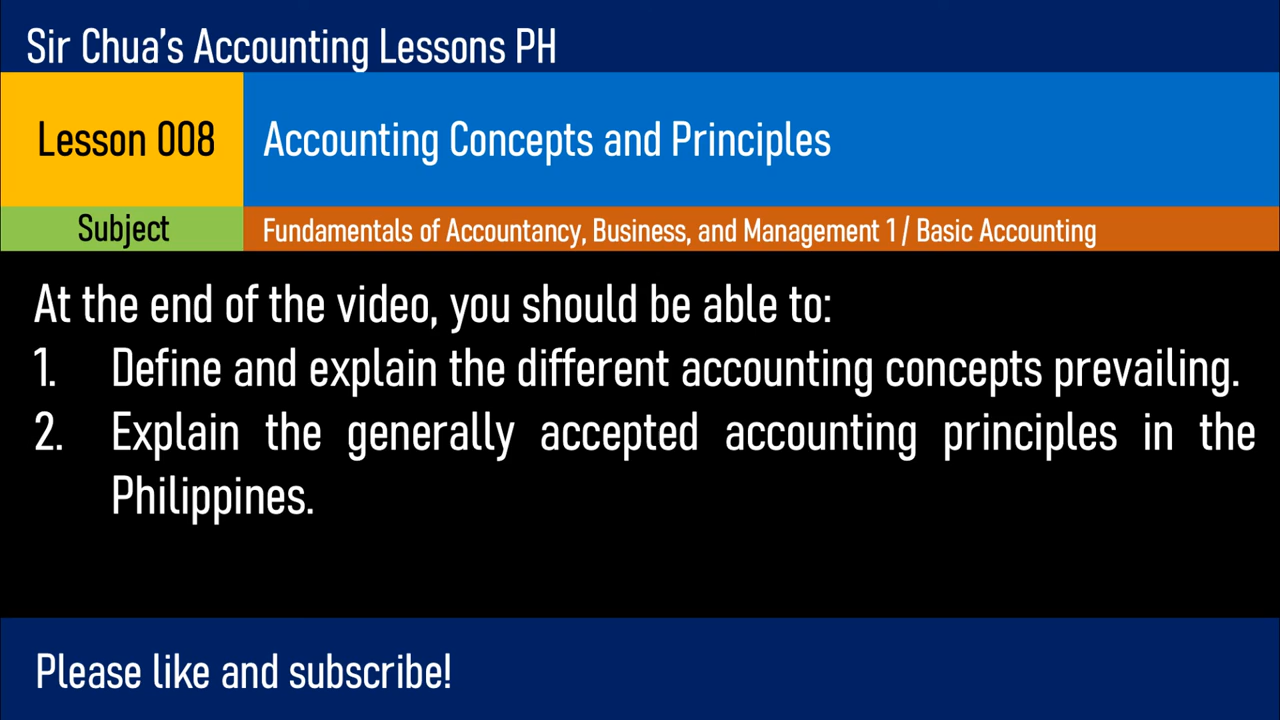 Sir Chua's Accounting Lessons PH
Lesson 008
Accounting Concepts and Principles
Subject
Fundamentals of Accountancy, Business, and Management 1 / Basic Accounting
At the end of the video, you should be able to:
1. Define and explain the different accounting concepts prevailing.
2. Explain the generally accepted accounting principles in the
Philippines.
Please like and subscribe!